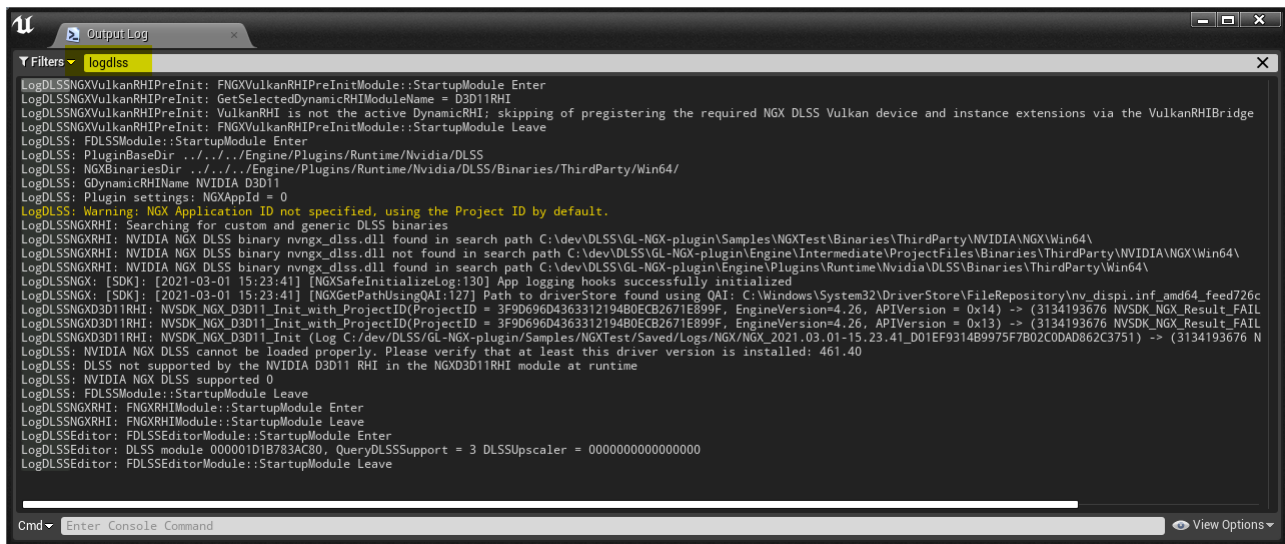 Output Log
Filters
logdlss
LogDLSSNGXVulkanRHIPreInit: FNGXVulkanRHIPreInitModule::StartupModule Enter
LogDLSSNGXVulkanRHIPreInit: GetSelectedDynamicRHIModuleName = D3D11RHI
LogDLSSNGXVulkanRHIPreInit: VulkanRHI is not the active DynamicRHI; skipping of pregistering the required NGX DLSS Vulkan device and instance extensions via the VulkanRHIBridge
LogDLSSNGXVulkanRHIPreInit: FNGXVulkanRHIPreInitModule::StartupModule Leave
LogDLSS: FDLSSModule::StartupModule Enter
LogDLSS: PluginBaseDir ../../../Engine/Plugins/Runtime/Nvidia/DLSS
LogDLSS: NGXBinariesDir ../../../Engine/Plugins/Runtime/Nvidia/DLSS/Binaries/ThirdParty/Win64/
LogDLSS: GDynamicRHIName NVIDIA D3D11
LogDLSS: Plugin settings: NGXAppId = 0
LogDLSS: Warning: NGX Application ID not specified, using the Project ID by default.
LogDLSSNGXRHI: Searching for custom and generic DLSS binaries
LogDLSSNGXRHI: NVIDIA NGX DLSS binary nvngx_dlss.dll found in search path C:\dev\DLSS\GL-NGX-plugin\Samples\NGXTest\Binaries\ThirdParty\NVIDIA\NGX\Win64\
LogDLSSNGXRHI: NVIDIA NGX DLSS binary nvngx_dlss.dll not found in search path C:\dev\DLSS\GL-NGX-plugin\Engine\Intermediate\ProjectFiles\Binaries\ThirdParty\NVIDIA\NGX\Win64\
LogDLSSNGXRHI: NVIDIA NGX DLSS binary nvngx_dlss.dll found in search path C:\dev\DLSS\GL-NGX-plugin\Engine\Plugins\Runtime\Nvidia\DLSS\Binaries\ThirdParty\Win64\
LogDLSSNGX: [SDK]: [2021-03-01 15:23:41] [NGXSafeInitializeLog:130] App logging hooks successfully initialized
LogDLSSNGX: [SDK]: [2021-03-01 15:23:41] [NGXGetPathUsingQAI:127] Path to driverStore found using QAI: C:\Windows\System32\DriverStore\FileRepository\nv_dispi.inf_amd64_feed726c
LogDLSSNGXD3D11RHI: NVSDK_NGX_D3D11_Init_with_ProjectID(ProjectID = 3F9D696D4363312194B0ECB2671E899F, EngineVersion=4.26, APIVersion = 0x14) -> (3134193676 NVSDK_NGX_Result_FAIL
LogDLSSNGXD3D11RHI: NVSDK_NGX_D3D11_Init_with_ProjectID(ProjectID = 3F9D696D4363312194B0ECB2671E899F, EngineVersion=4.26, APIVersion = 0x13) -> (3134193676 NVSDK_NGX_Result_FAIL
LogDLSSNGXD3D11RHI: NVSDK_NGX_D3D11_Init (Log C:/dev/DLSS/GL-NGX-plugin/Samples/NGXTest/Saved/Logs/NGX/NGX_2021.03.01-15.23.41_D01EF9314B9975F7B02C0DAD862C3751) -> (3134193676 N
LogDLSS: NVIDIA NGX DLSS cannot be loaded properly. Please verify that at least this driver version is installed: 461.40
LogDLSS: DLSS not supported by the NVIDIA D3D11 RHI in the NGXD3D11RHI module at runtime
LogDLSS: NVIDIA NGX DLSS supported 0
LogDLSS: FDLSSModule::StartupModule Leave
LogDLSSNGXRHI: FNGXRHIModule::StartupModule Enter
LogDLSSNGXRHI: FNGXRHIModule::StartupModule Leave
LogDLSSEditor: FDLSSEditorModule::StartupModule Enter
LogDLSSEditor: DLSS module 000001D1B783AC80, QueryDLSSSupport = 3 DLSSUpscaler = 0000000000000000
LogDLSSEditor: FDLSSEditorModule::StartupModule Leave
Cmd
Enter Console Command
View Options